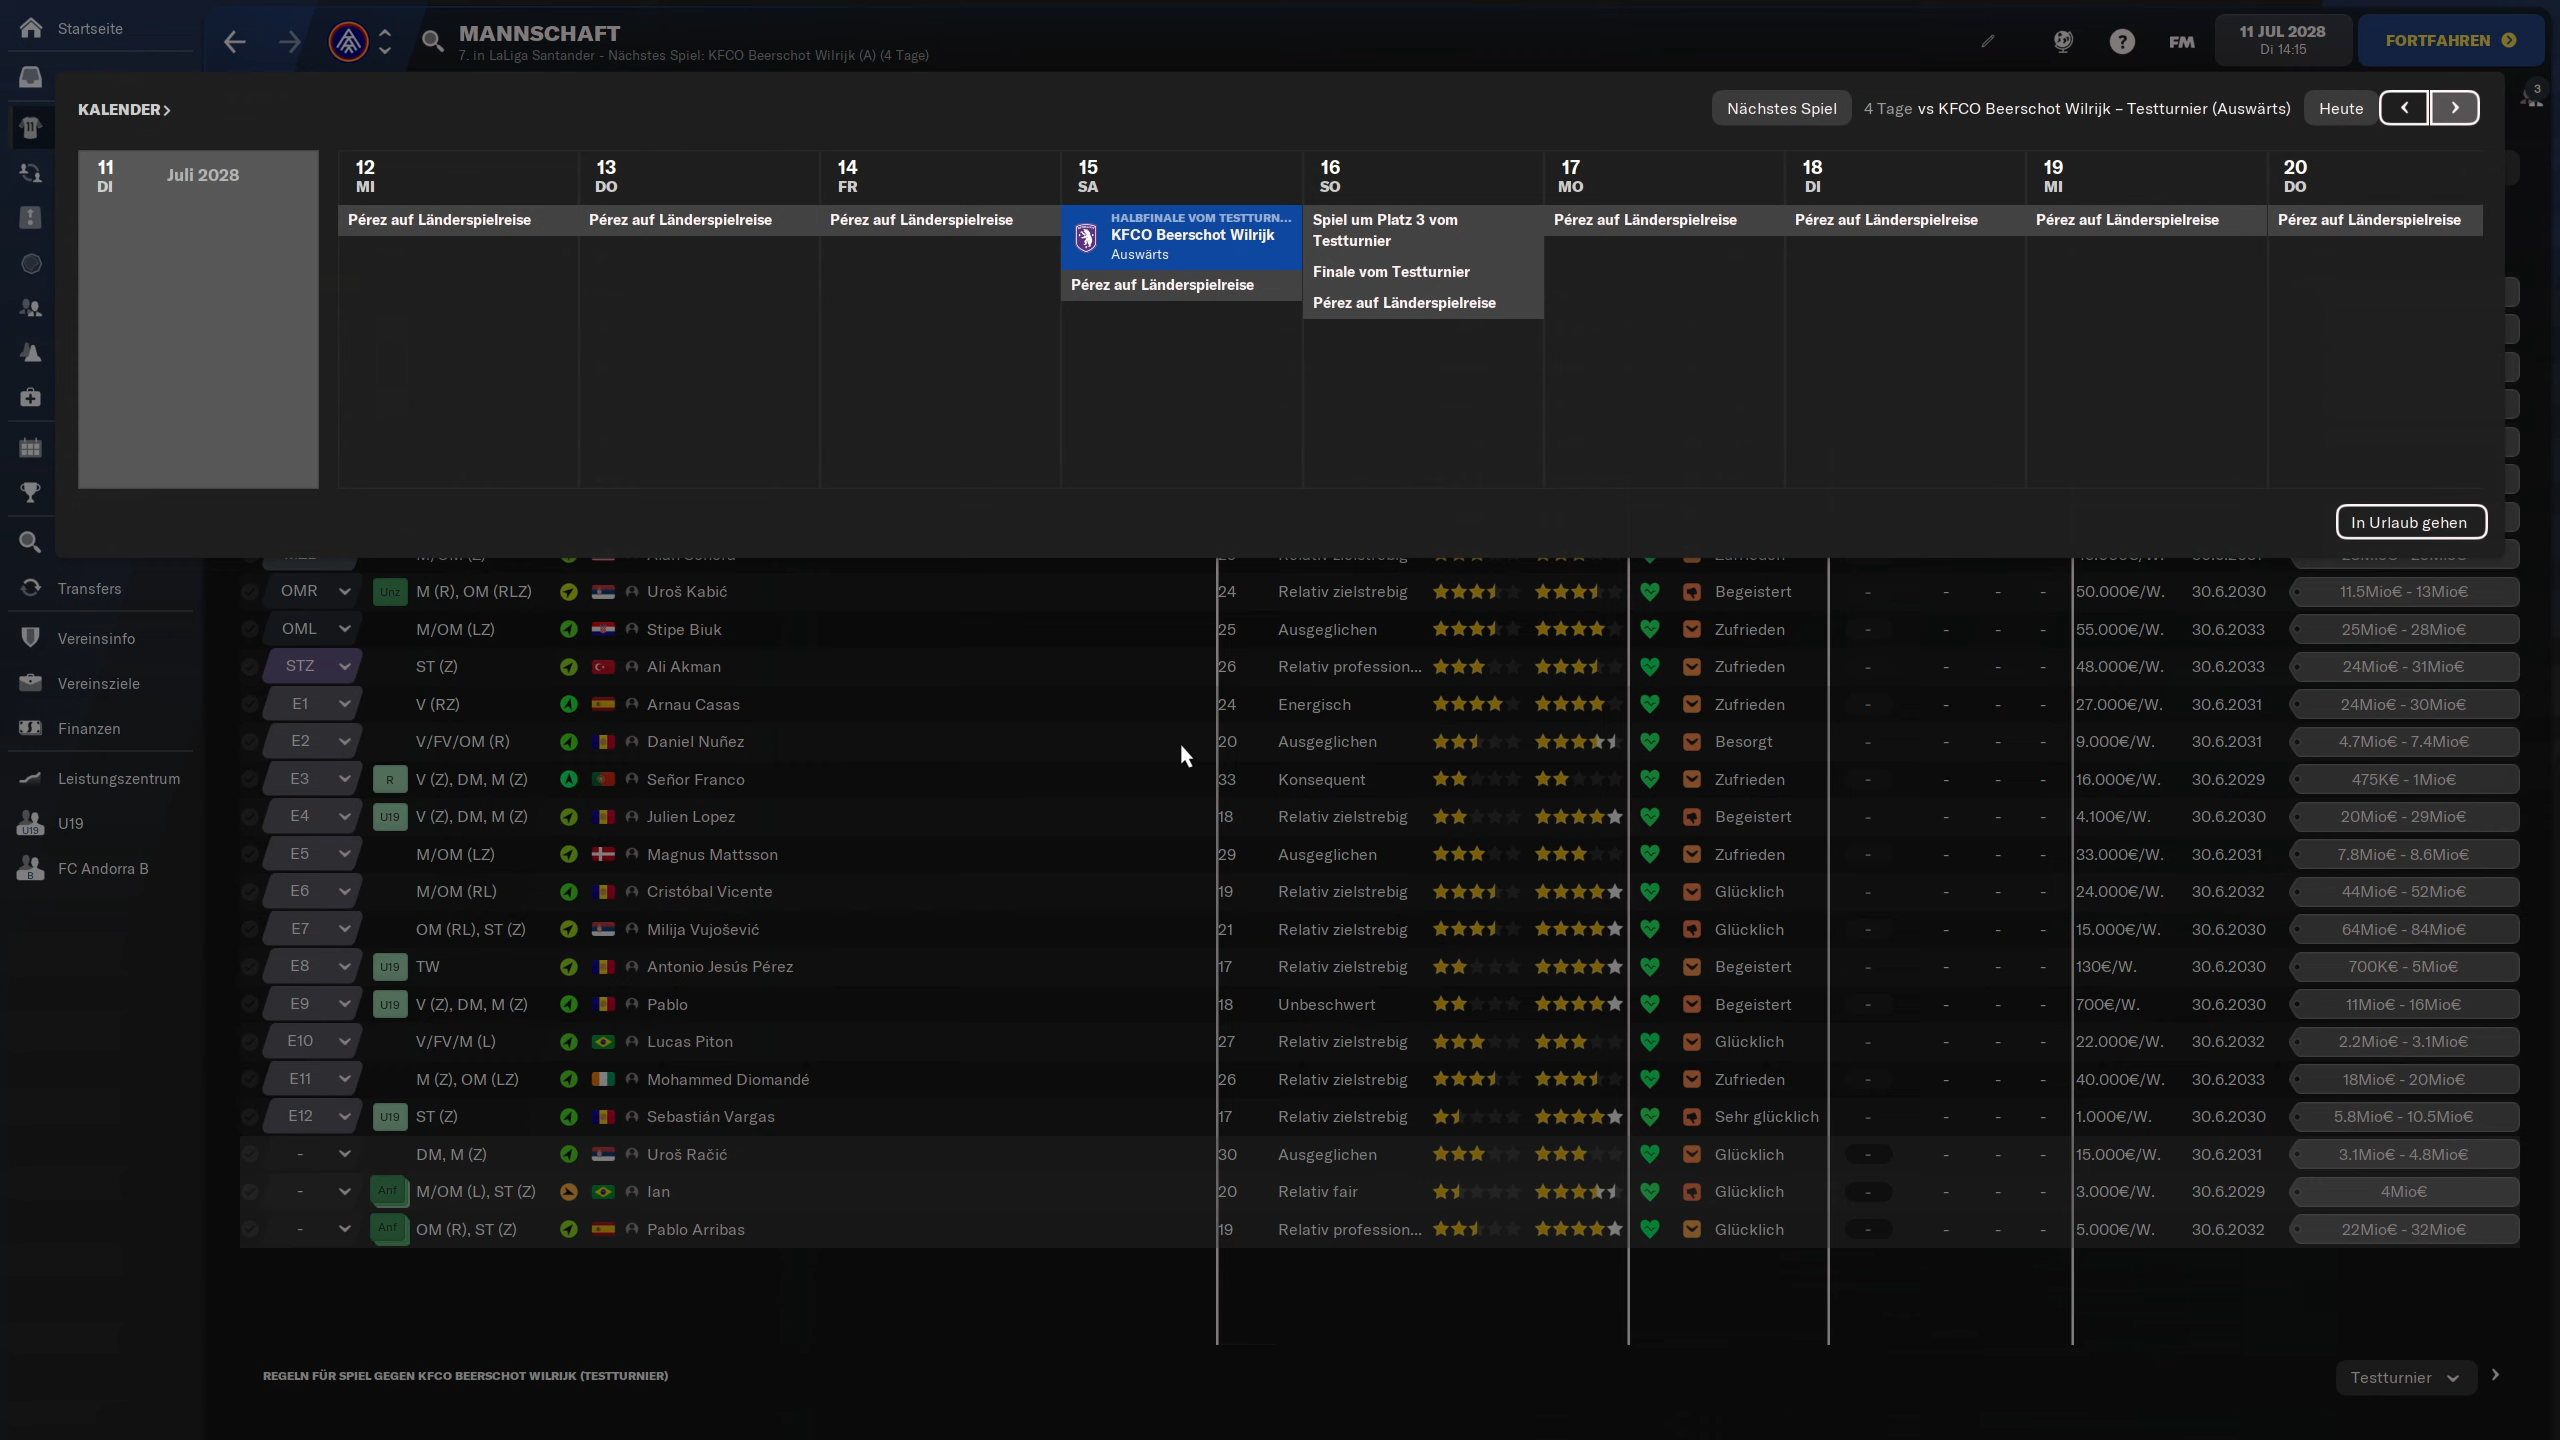 Startseite
MANNSCHAFT
7. in LaLiga Santander - Nächstes Spiel: KFCO Beerschot Wilrijk (A) (4 Tage)
?
FM
11 JUL 2028
Di 14:15
FORTFAHREN
3
KALENDER
Nächstes Spiel
4 Tage vs KFCO Beerschot Wilrijk – Testturnier (Auswärts)
Heute
11 DI Juli 2028
12 MI
13 DO
14 FR
15 SA
16 SO
17 MO
18 DI
19 MI
20 DO
Pérez auf Länderspielreise
Pérez auf Länderspielreise
Pérez auf Länderspielreise
HALBFINALE VOM TESTTURN...
KFCO Beerschot Wilrijk
Auswärts
Pérez auf Länderspielreise
Spiel um Platz 3 vom
Testturnier
Finale vom Testturnier
Pérez auf Länderspielreise
Pérez auf Länderspielreise
Pérez auf Länderspielreise
Pérez auf Länderspielreise
Pérez auf Länderspielreise
In Urlaub gehen
Transfers
Vereinsinfo
Vereinsziele
Finanzen
Leistungszentrum
U19 U19
B FC Andorra B
OMR Unz M (R), OM (RLZ) Uroš Kabić 24 Relativ zielstrebig Begeistert - - - - 50.000€/W. 30.6.2030 11.5Mio€ - 13Mio€
OML M/OM (LZ) Stipe Biuk 25 Ausgeglichen Zufrieden - - - - 55.000€/W. 30.6.2033 25Mio€ - 28Mio€
STZ ST (Z) Ali Akman 26 Relativ profession... Zufrieden - - - - 48.000€/W. 30.6.2033 24Mio€ - 31Mio€
E1 V (RZ) Arnau Casas 24 Energisch Zufrieden - - - - 27.000€/W. 30.6.2031 24Mio€ - 30Mio€
E2 V/FV/OM (R) Daniel Nuñez 20 Ausgeglichen Besorgt - - - - 9.000€/W. 30.6.2031 4.7Mio€ - 7.4Mio€
E3 R V (Z), DM, M (Z) Señor Franco 33 Konsequent Zufrieden - - - - 16.000€/W. 30.6.2029 475K€ - 1Mio€
E4 U19 V (Z), DM, M (Z) Julien Lopez 18 Relativ zielstrebig Begeistert - - - - 4.100€/W. 30.6.2030 20Mio€ - 29Mio€
E5 M/OM (LZ) Magnus Mattsson 29 Ausgeglichen Zufrieden - - - - 33.000€/W. 30.6.2031 7.8Mio€ - 8.6Mio€
E6 M/OM (RL) Cristóbal Vicente 19 Relativ zielstrebig Glücklich - - - - 24.000€/W. 30.6.2032 44Mio€ - 52Mio€
E7 OM (RL), ST (Z) Milija Vujošević 21 Relativ zielstrebig Glücklich - - - - 15.000€/W. 30.6.2030 64Mio€ - 84Mio€
E8 U19 TW Antonio Jesús Pérez 17 Relativ zielstrebig Begeistert - - - - 130€/W. 30.6.2030 700K€ - 5Mio€
E9 U19 V (Z), DM, M (Z) Pablo 18 Unbeschwert Begeistert - - - - 700€/W. 30.6.2030 11Mio€ - 16Mio€
E10 V/FV/M (L) Lucas Piton 27 Relativ zielstrebig Glücklich - - - - 22.000€/W. 30.6.2032 2.2Mio€ - 3.1Mio€
E11 M (Z), OM (LZ) Mohammed Diomandé 26 Relativ zielstrebig Zufrieden - - - - 40.000€/W. 30.6.2033 18Mio€ - 20Mio€
E12 U19 ST (Z) Sebastián Vargas 17 Relativ zielstrebig Sehr glücklich - - - - 1.000€/W. 30.6.2030 5.8Mio€ - 10.5Mio€
- DM, M (Z) Uroš Račić 30 Ausgeglichen Glücklich - - - - 15.000€/W. 30.6.2031 3.1Mio€ - 4.8Mio€
- Anf M/OM (L), ST (Z) Ian 20 Relativ fair Glücklich - - - - 3.000€/W. 30.6.2029 4Mio€
- Anf OM (R), ST (Z) Pablo Arribas 19 Relativ profession... Glücklich - - - - 5.000€/W. 30.6.2032 22Mio€ - 32Mio€
REGELN FÜR SPIEL GEGEN KFCO BEERSCHOT WILRIJK (TESTTURNIER)
Testturnier